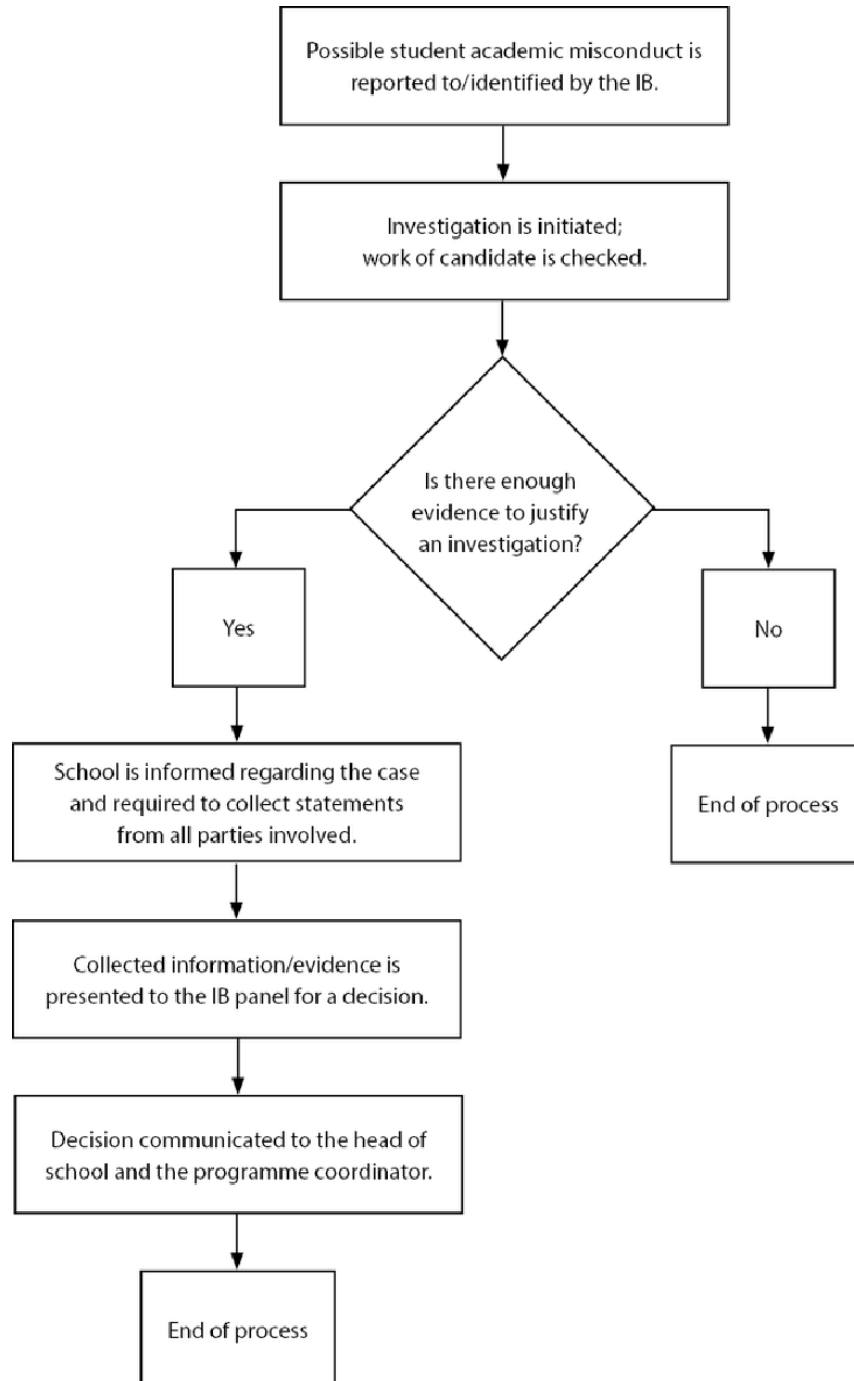 Possible student academic misconduct is
reported to/identified by the IB.
Investigation is initiated;
work of candidate is checked.
Is there enough
evidence to justify
an investigation?
Yes
No
School is informed regarding the case
and required to collect statements
from all parties involved.
End of process
Collected information/evidence is
presented to the IB panel for a decision.
Decision communicated to the head of
school and the programme coordinator.
End of process